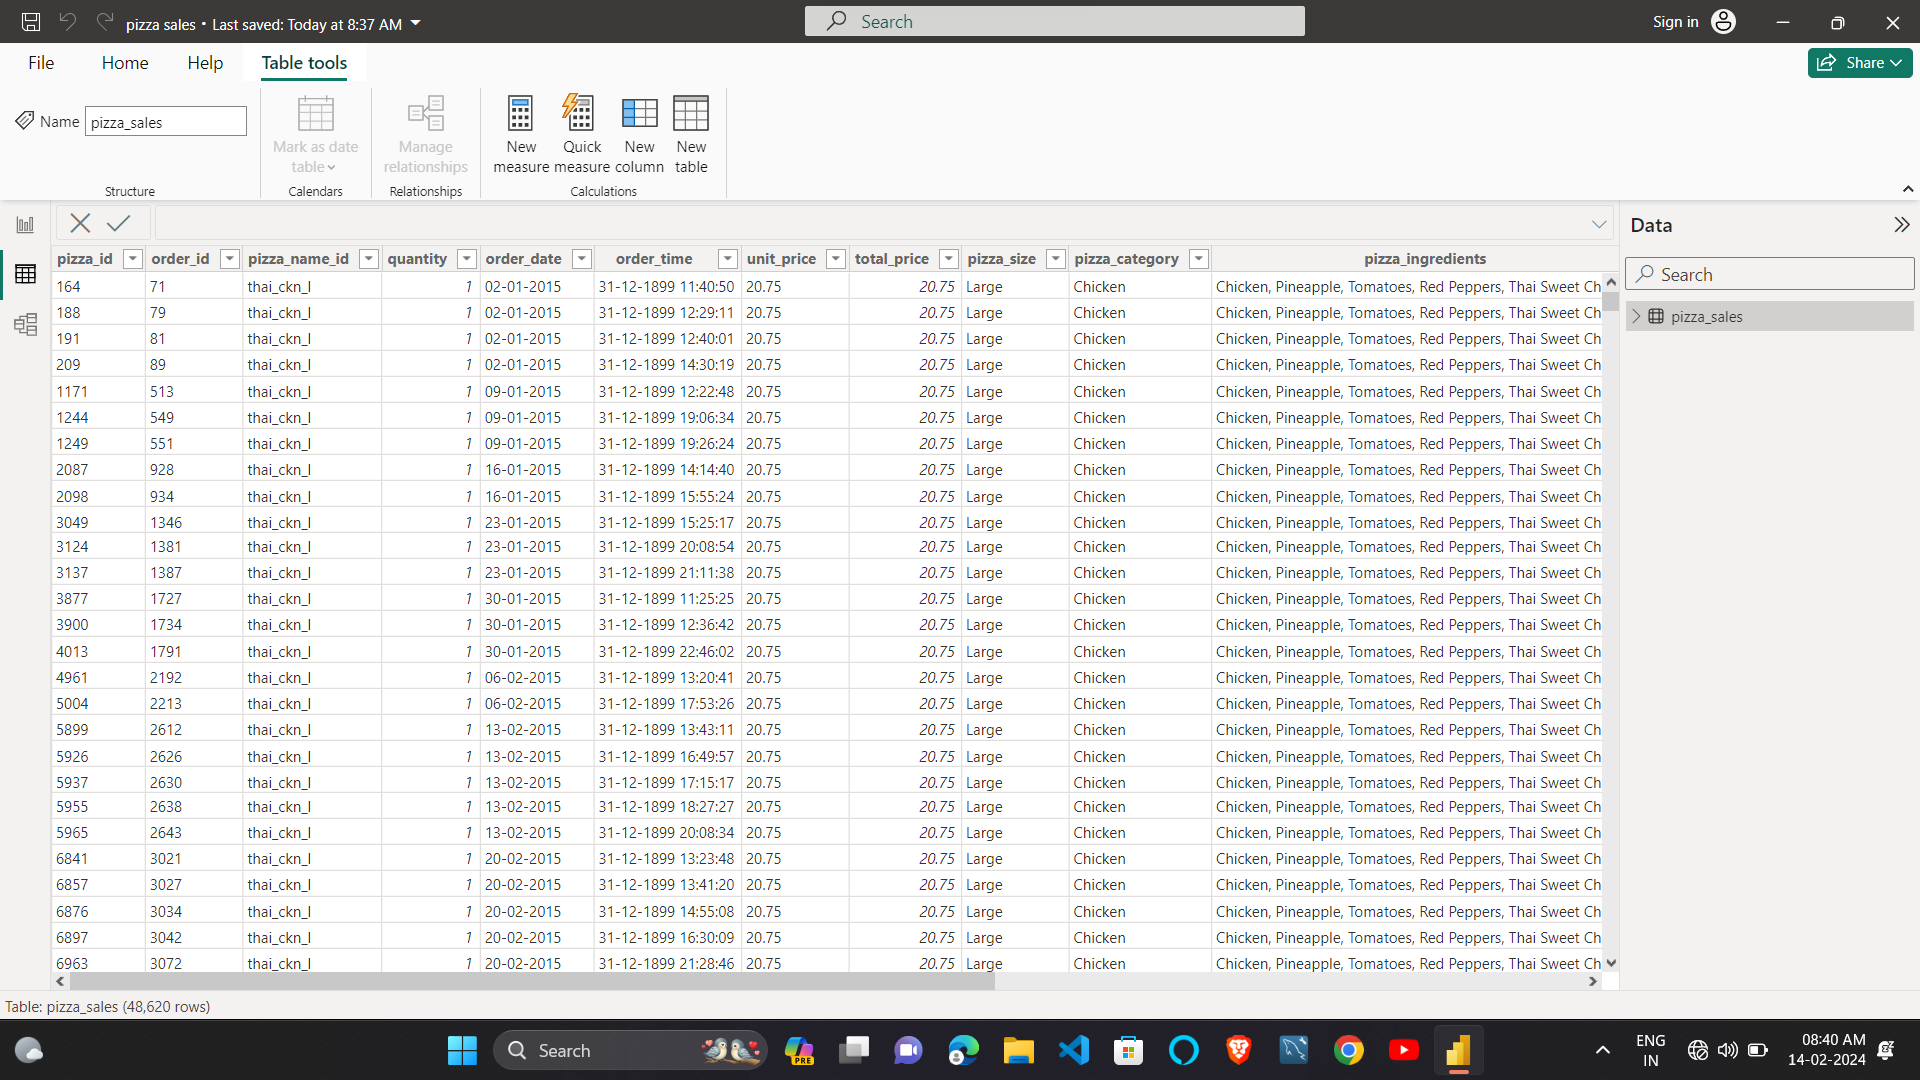 pizza sales • Last saved: Today at 8:37 AM
Search
Sign in
File Home Help Table tools
Share
Name pizza_sales
Mark as date table
Manage relationships
New measure
Quick measure
New column
New table
Structure Calendars Relationships Calculations
Data
Search
pizza_sales
pizza_id order_id pizza_name_id quantity order_date order_time unit_price total_price pizza_size pizza_category pizza_ingredients
164 71 thai_ckn_l 1 02-01-2015 31-12-1899 11:40:50 20.75 20.75 Large Chicken Chicken, Pineapple, Tomatoes, Red Peppers, Thai Sweet Ch
188 79 thai_ckn_l 1 02-01-2015 31-12-1899 12:29:11 20.75 20.75 Large Chicken Chicken, Pineapple, Tomatoes, Red Peppers, Thai Sweet Ch
191 81 thai_ckn_l 1 02-01-2015 31-12-1899 12:40:01 20.75 20.75 Large Chicken Chicken, Pineapple, Tomatoes, Red Peppers, Thai Sweet Ch
209 89 thai_ckn_l 1 02-01-2015 31-12-1899 14:30:19 20.75 20.75 Large Chicken Chicken, Pineapple, Tomatoes, Red Peppers, Thai Sweet Ch
1171 513 thai_ckn_l 1 09-01-2015 31-12-1899 12:22:48 20.75 20.75 Large Chicken Chicken, Pineapple, Tomatoes, Red Peppers, Thai Sweet Ch
1244 549 thai_ckn_l 1 09-01-2015 31-12-1899 19:06:34 20.75 20.75 Large Chicken Chicken, Pineapple, Tomatoes, Red Peppers, Thai Sweet Ch
1249 551 thai_ckn_l 1 09-01-2015 31-12-1899 19:26:24 20.75 20.75 Large Chicken Chicken, Pineapple, Tomatoes, Red Peppers, Thai Sweet Ch
2087 928 thai_ckn_l 1 16-01-2015 31-12-1899 14:14:40 20.75 20.75 Large Chicken Chicken, Pineapple, Tomatoes, Red Peppers, Thai Sweet Ch
2098 934 thai_ckn_l 1 16-01-2015 31-12-1899 15:55:24 20.75 20.75 Large Chicken Chicken, Pineapple, Tomatoes, Red Peppers, Thai Sweet Ch
3049 1346 thai_ckn_l 1 23-01-2015 31-12-1899 15:25:17 20.75 20.75 Large Chicken Chicken, Pineapple, Tomatoes, Red Peppers, Thai Sweet Ch
3124 1381 thai_ckn_l 1 23-01-2015 31-12-1899 20:08:54 20.75 20.75 Large Chicken Chicken, Pineapple, Tomatoes, Red Peppers, Thai Sweet Ch
3137 1387 thai_ckn_l 1 23-01-2015 31-12-1899 21:11:38 20.75 20.75 Large Chicken Chicken, Pineapple, Tomatoes, Red Peppers, Thai Sweet Ch
3877 1727 thai_ckn_l 1 30-01-2015 31-12-1899 11:25:25 20.75 20.75 Large Chicken Chicken, Pineapple, Tomatoes, Red Peppers, Thai Sweet Ch
3900 1734 thai_ckn_l 1 30-01-2015 31-12-1899 12:36:42 20.75 20.75 Large Chicken Chicken, Pineapple, Tomatoes, Red Peppers, Thai Sweet Ch
4013 1791 thai_ckn_l 1 30-01-2015 31-12-1899 22:46:02 20.75 20.75 Large Chicken Chicken, Pineapple, Tomatoes, Red Peppers, Thai Sweet Ch
4961 2192 thai_ckn_l 1 06-02-2015 31-12-1899 13:20:41 20.75 20.75 Large Chicken Chicken, Pineapple, Tomatoes, Red Peppers, Thai Sweet Ch
5004 2213 thai_ckn_l 1 06-02-2015 31-12-1899 17:53:26 20.75 20.75 Large Chicken Chicken, Pineapple, Tomatoes, Red Peppers, Thai Sweet Ch
5899 2612 thai_ckn_l 1 13-02-2015 31-12-1899 13:43:11 20.75 20.75 Large Chicken Chicken, Pineapple, Tomatoes, Red Peppers, Thai Sweet Ch
5926 2626 thai_ckn_l 1 13-02-2015 31-12-1899 16:49:57 20.75 20.75 Large Chicken Chicken, Pineapple, Tomatoes, Red Peppers, Thai Sweet Ch
5937 2630 thai_ckn_l 1 13-02-2015 31-12-1899 17:15:17 20.75 20.75 Large Chicken Chicken, Pineapple, Tomatoes, Red Peppers, Thai Sweet Ch
5955 2638 thai_ckn_l 1 13-02-2015 31-12-1899 18:27:27 20.75 20.75 Large Chicken Chicken, Pineapple, Tomatoes, Red Peppers, Thai Sweet Ch
5965 2643 thai_ckn_l 1 13-02-2015 31-12-1899 20:08:34 20.75 20.75 Large Chicken Chicken, Pineapple, Tomatoes, Red Peppers, Thai Sweet Ch
6841 3021 thai_ckn_l 1 20-02-2015 31-12-1899 13:23:48 20.75 20.75 Large Chicken Chicken, Pineapple, Tomatoes, Red Peppers, Thai Sweet Ch
6857 3027 thai_ckn_l 1 20-02-2015 31-12-1899 13:41:20 20.75 20.75 Large Chicken Chicken, Pineapple, Tomatoes, Red Peppers, Thai Sweet Ch
6876 3034 thai_ckn_l 1 20-02-2015 31-12-1899 14:55:08 20.75 20.75 Large Chicken Chicken, Pineapple, Tomatoes, Red Peppers, Thai Sweet Ch
6897 3042 thai_ckn_l 1 20-02-2015 31-12-1899 16:30:09 20.75 20.75 Large Chicken Chicken, Pineapple, Tomatoes, Red Peppers, Thai Sweet Ch
6963 3072 thai_ckn_l 1 20-02-2015 31-12-1899 21:28:46 20.75 20.75 Large Chicken Chicken, Pineapple, Tomatoes, Red Peppers, Thai Sweet Ch
Table: pizza_sales (48,620 rows)
Search
PRE
ENG
IN
08:40 AM
14-02-2024